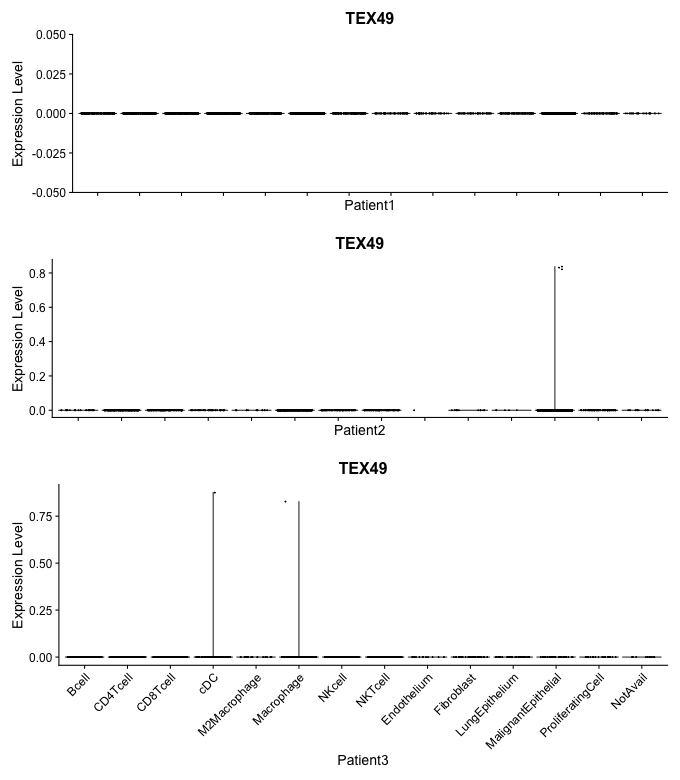 TEX49
Expression Level
0.050
0.025
0.000
-0.025
-0.050
Patient1
TEX49
Expression Level
0.8
0.6
0.4
0.2
0.0
Patient2
TEX49
Expression Level
0.75
0.50
0.25
0.00
Bcell
CD4Tcell
CD8Tcell
cDC
M2Macrophage
Macrophage
NKcell
NKTcell
Endothelium
Fibroblast
LungEpithelium
MalignantEpithelial
ProliferatingCell
NotAvail
Patient3